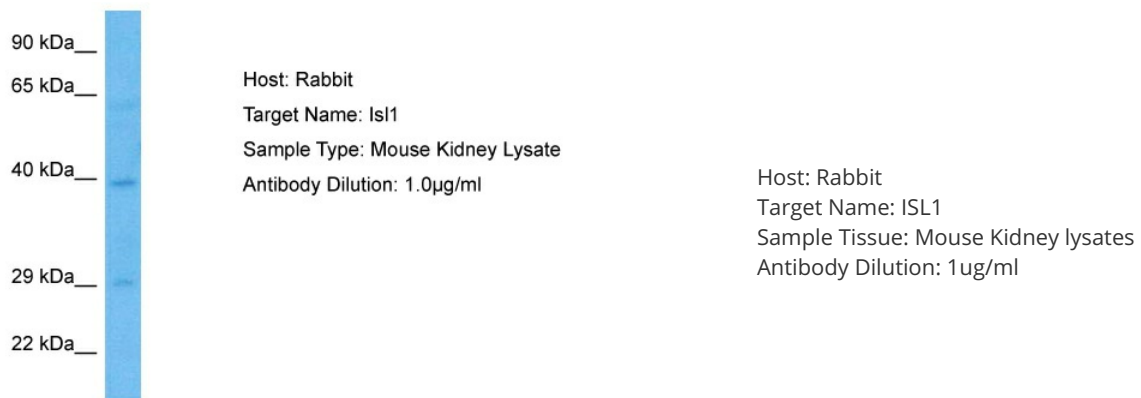 90 kDa__
65 kDa__
40 kDa__
29 kDa__
22 kDa__
Host: Rabbit
Target Name: Isl1
Sample Type: Mouse Kidney Lysate
Antibody Dilution: 1.0µg/ml
Host: Rabbit
Target Name: ISL1
Sample Tissue: Mouse Kidney lysates
Antibody Dilution: 1ug/ml